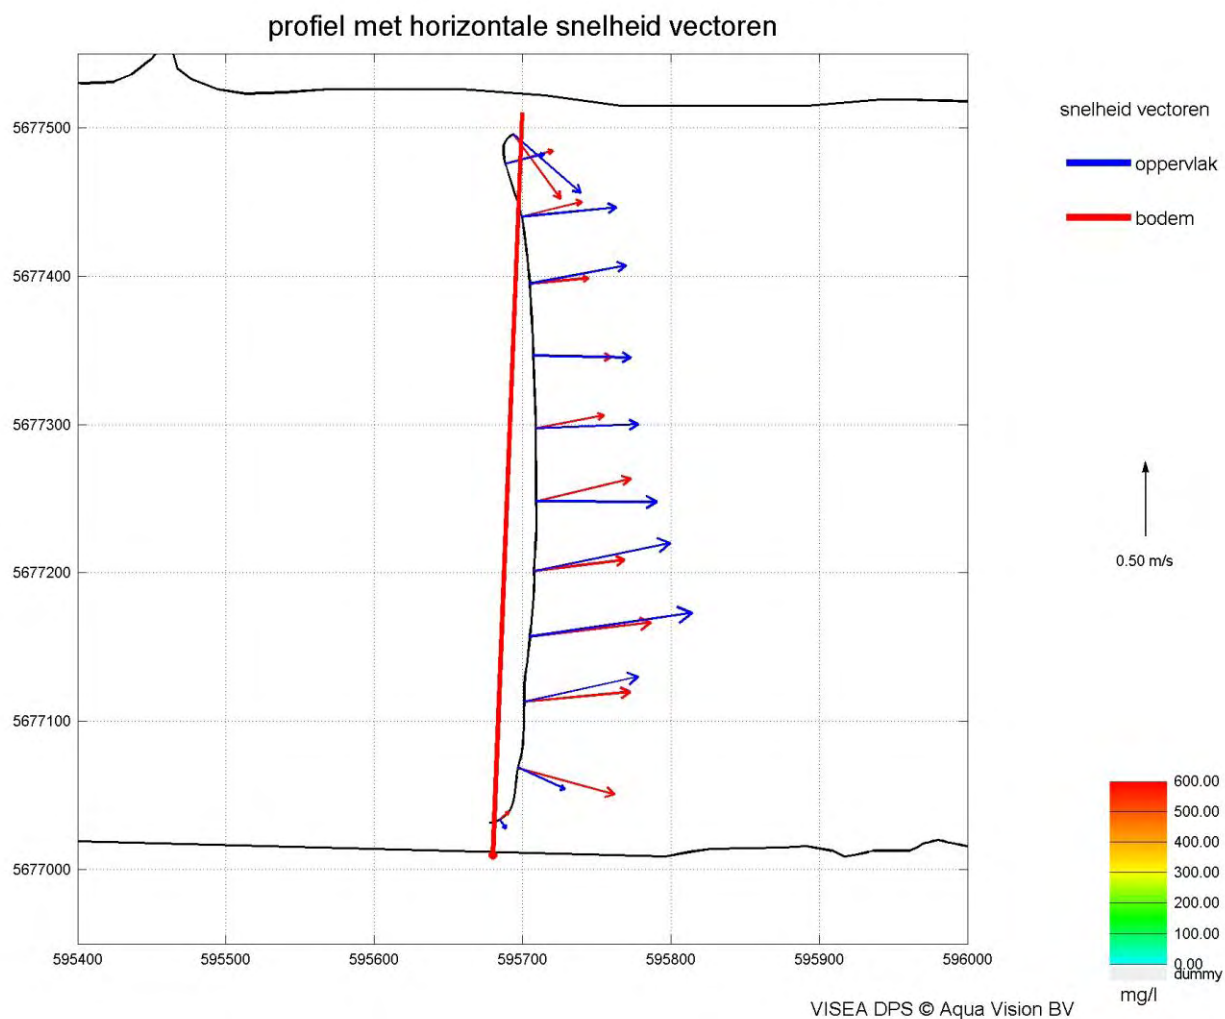 profiel met horizontale snelheid vectoren
snelheid vectoren
oppervlak
bodem
0.50 m/s
5677500
5677400
5677300
5677200
5677100
5677000
595400 595500 595600 595700 595800 595900 596000
600.00
500.00
400.00
300.00
200.00
100.00
0.00
dummy
mg/l
VISEA DPS © Aqua Vision BV